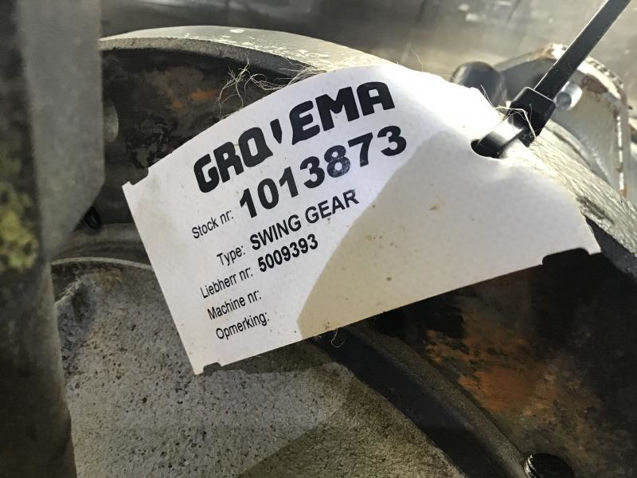 GROVEMA
Stock nr: 1013873
Type: SWING GEAR
Liebherr nr: 5009393
Machine nr:
Opmerking: